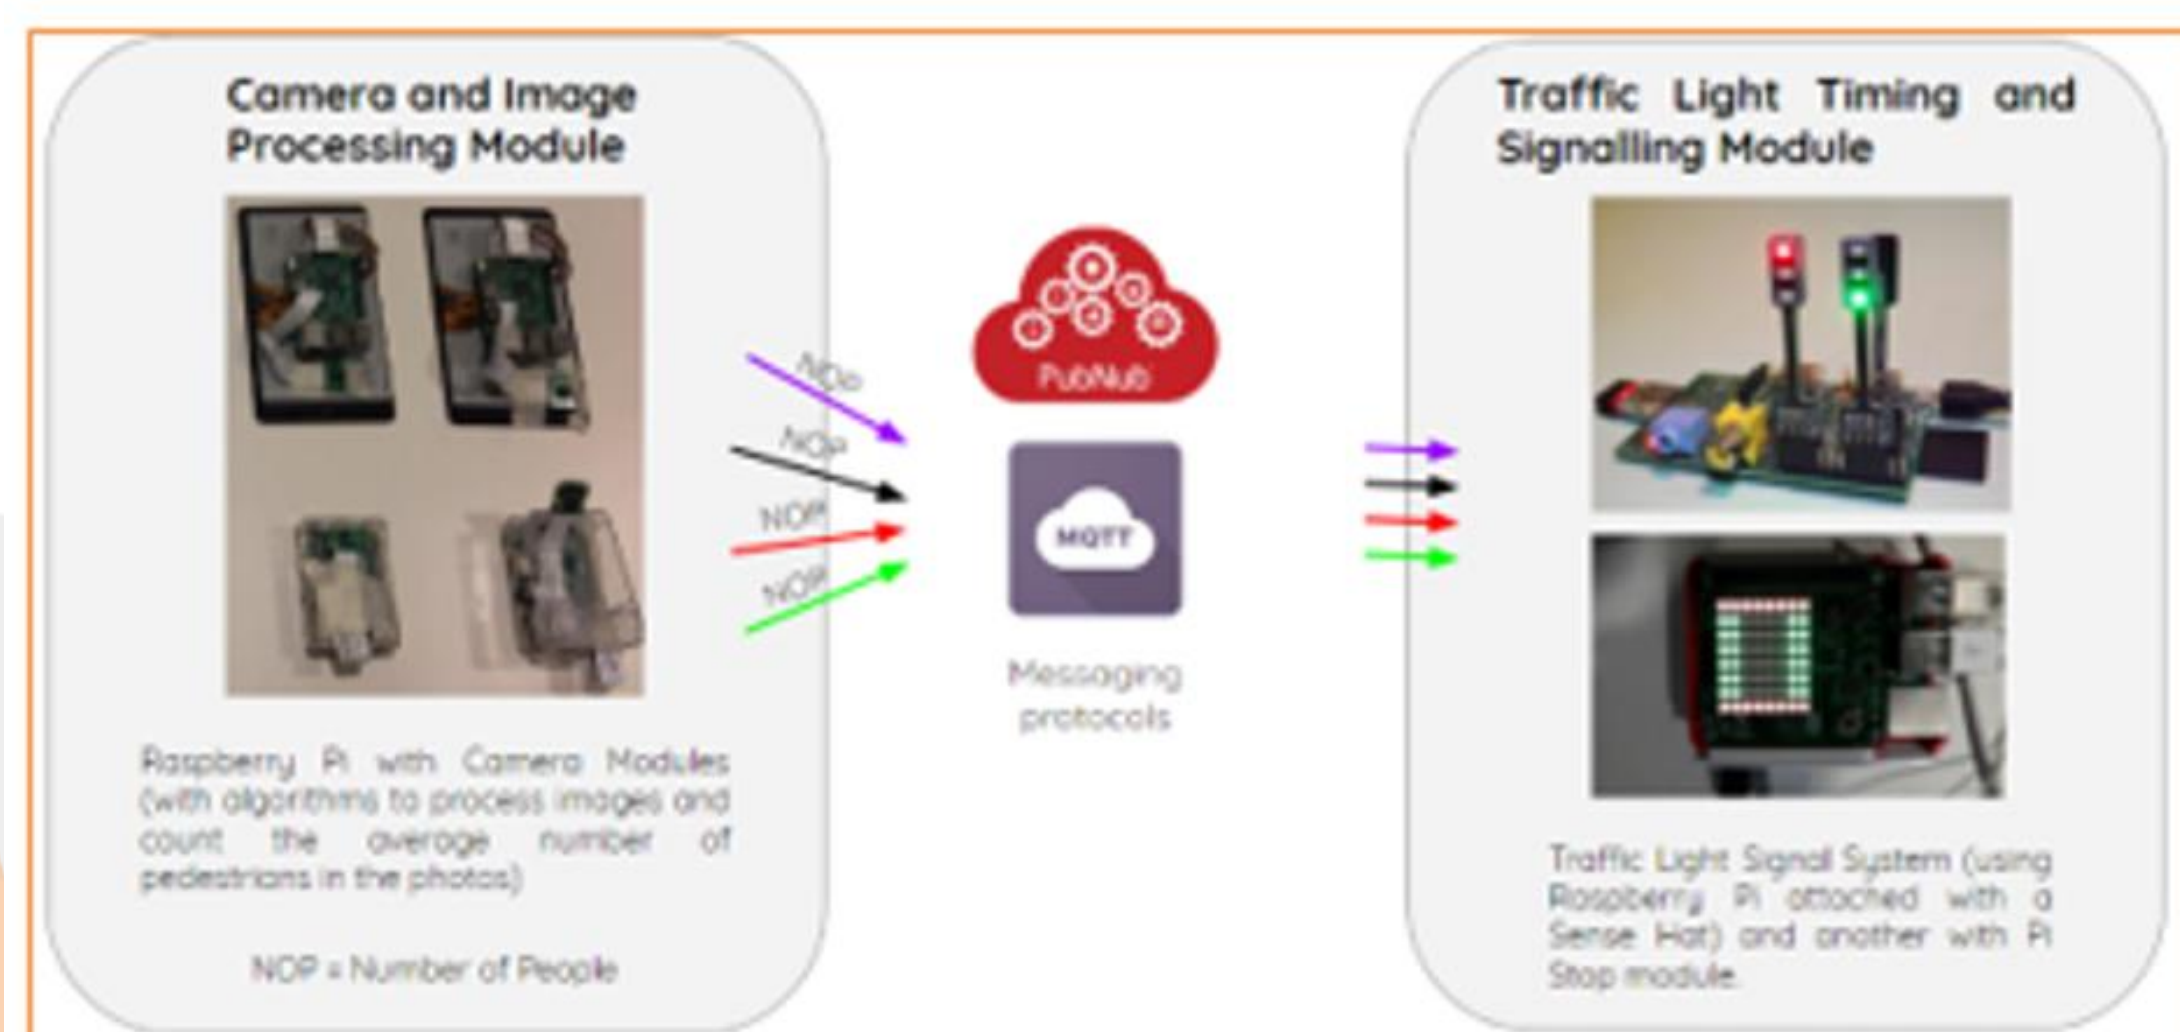 Camera and Image
Processing Module
Raspberry Pi with Camera Modules
(with algorithms to process images and
count the average number of
pedestrians in the photos)
NOP = Number of People
NOP
NOP
NOP
NOP
PubNub
MQTT
Messaging
protocols
Traffic Light Timing and
Signalling Module
Traffic Light Signal System (using
Raspberry Pi attached with a
Sense Hat) and another with Pi
Stop module.